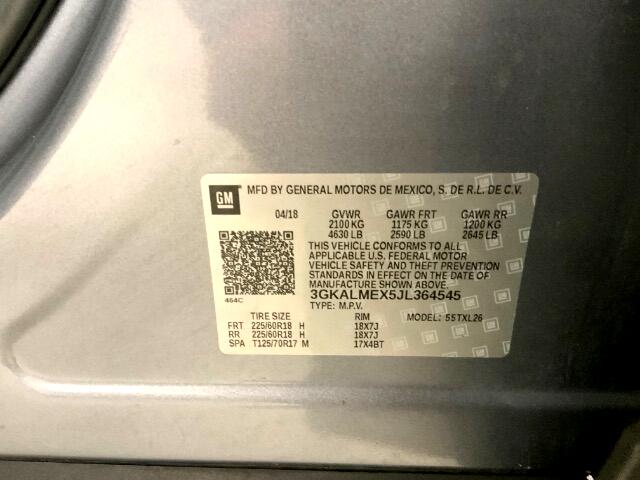 GM
MFD BY GENERAL MOTORS DE MEXICO, S. DE R.L. DE C.V.
04/18 GVWR GAWR FRT GAWR RR
2100 KG 1175 KG 1200 KG
4630 LB 2590 LB 2645 LB
THIS VEHICLE CONFORMS TO ALL
APPLICABLE U.S. FEDERAL MOTOR
VEHICLE SAFETY AND THEFT PREVENTION
STANDARDS IN EFFECT ON THE DATE OF
MANUFACTURE SHOWN ABOVE.
464C 3GKALMEX5JL364545
TYPE: M.P.V. MODEL: 55TXL26
TIRE SIZE RIM
FRT 225/60R18 H 18X7J
RR 225/60R18 H 18X7J
SPA T125/70R17 M 17X4BT